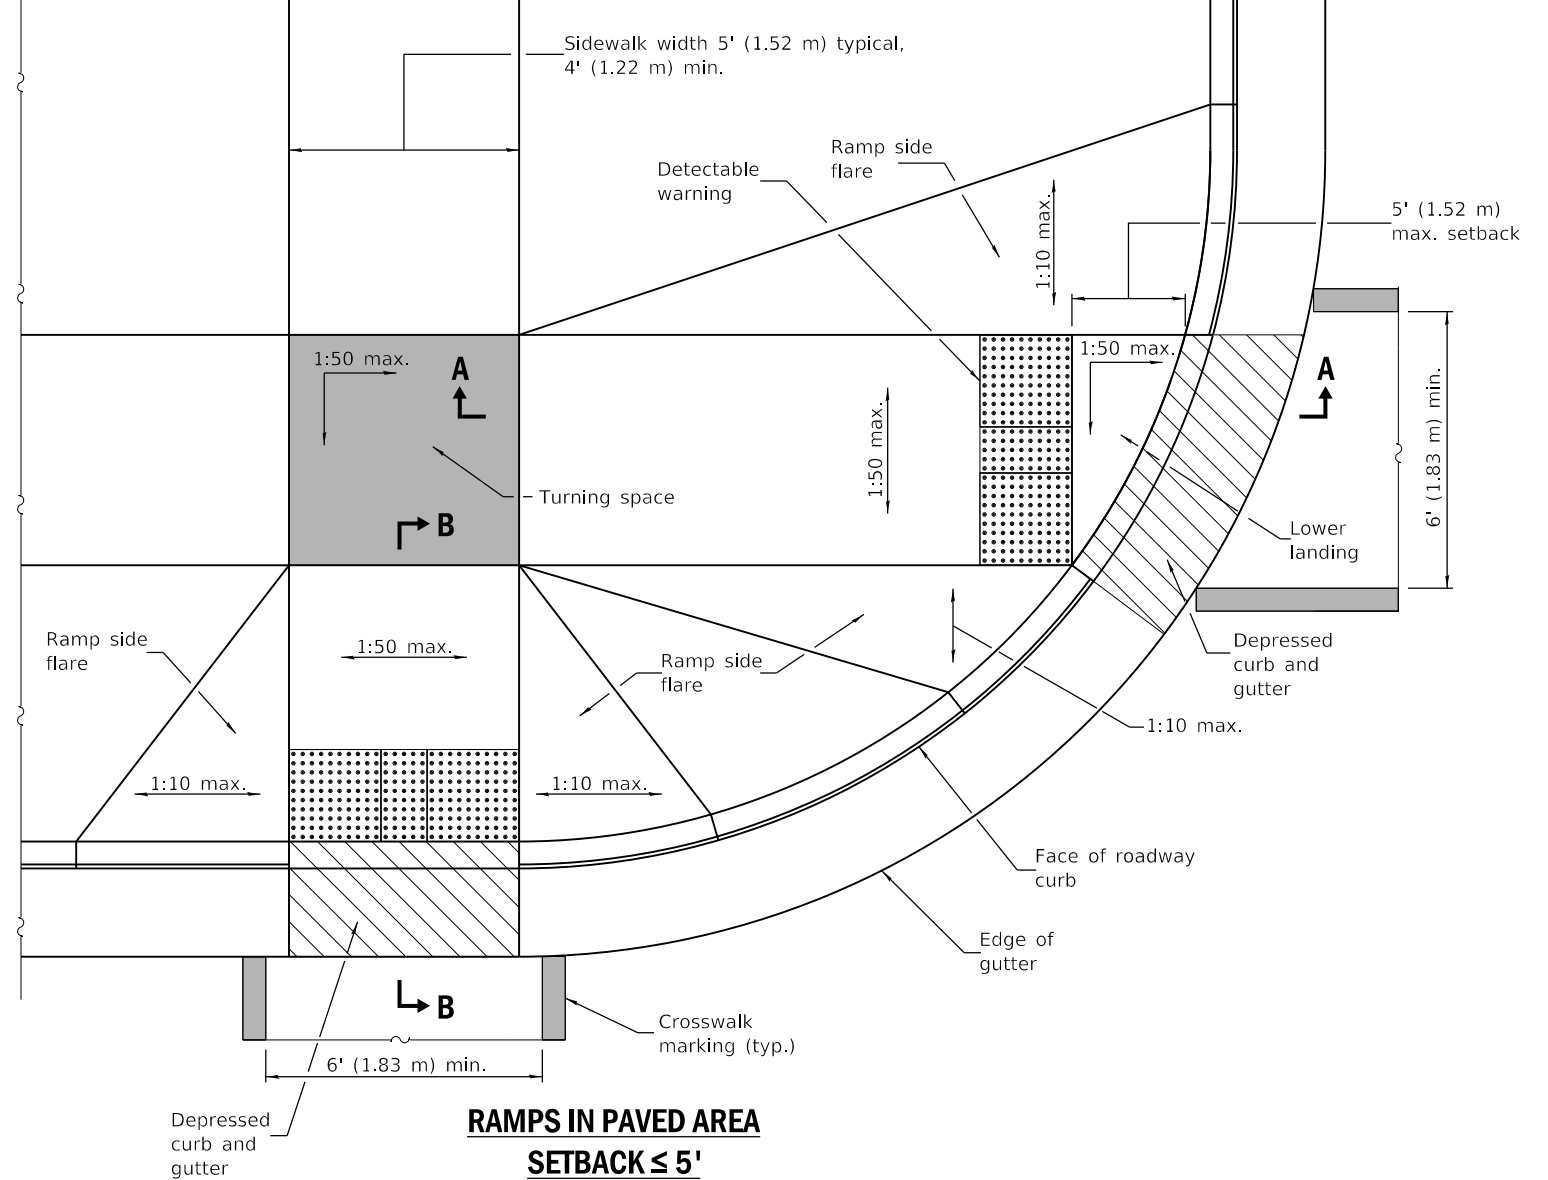 Sidewalk width 5' (1.52 m) typical,
4' (1.22 m) min.
Ramp side
flare
Detectable
warning
1:10 max.
5' (1.52 m)
max. setback
1:50 max.
A
1:50 max.
A
6' (1.83 m) min.
1:50 max.
Turning space
B
Lower
landing
Ramp side
flare
1:50 max.
Ramp side
flare
Depressed
curb and
gutter
1:10 max.
1:10 max.
1:10 max.
Face of roadway
curb
Edge of
gutter
B
Crosswalk
marking (typ.)
6' (1.83 m) min.
Depressed
curb and
gutter
RAMPS IN PAVED AREA
SETBACK ≤ 5'